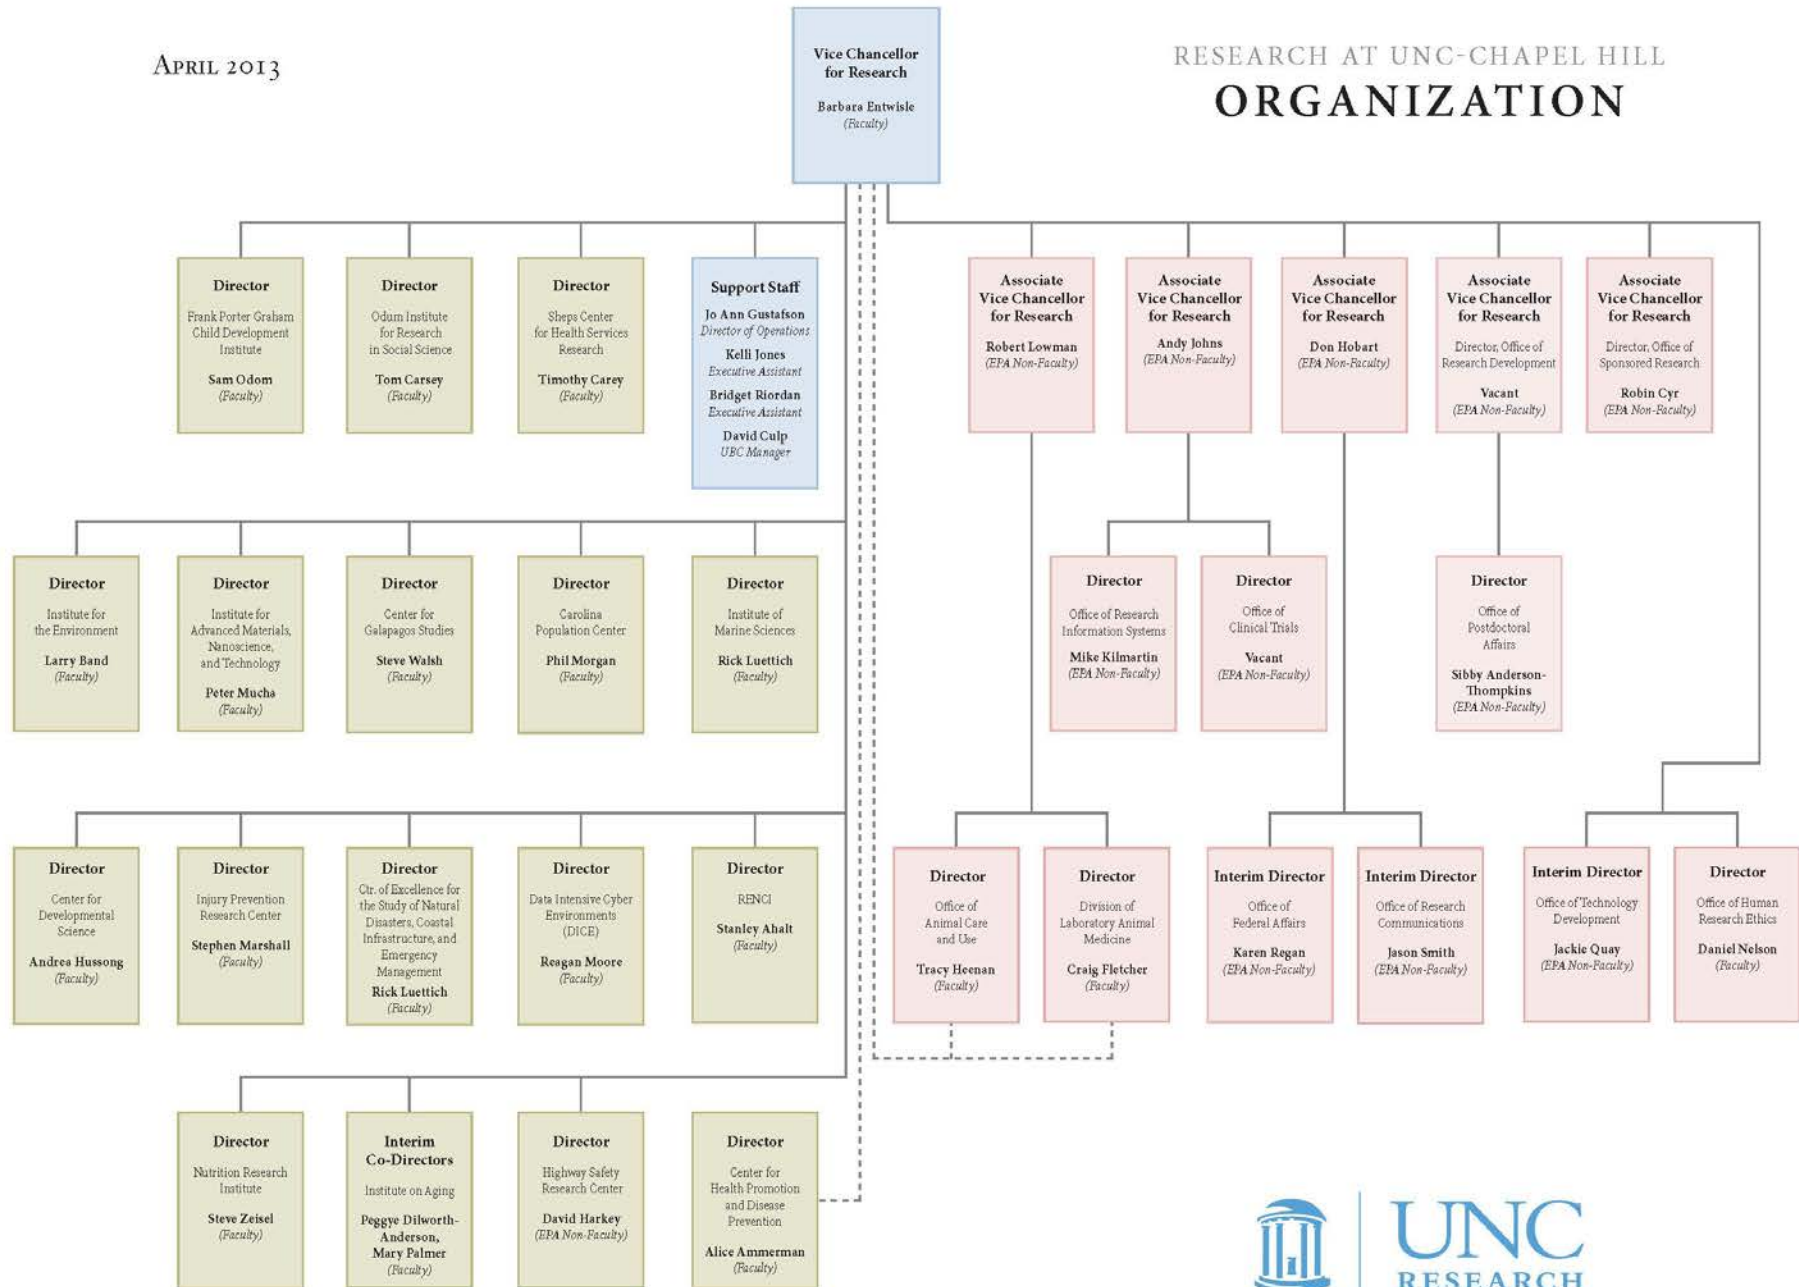 APRIL 2013
RESEARCH AT UNC-CHAPEL HILL
ORGANIZATION
Vice Chancellor
for Research
Barbara Entwisle
(Faculty)
Director
Frank Porter Graham
Child Development
Institute
Sam Odom
(Faculty)
Director
Odum Institute
for Research
in Social Science
Tom Carsey
(Faculty)
Director
Sheps Center
for Health Services
Research
Timothy Carey
(Faculty)
Support Staff
Jo Ann Gustafson
Director of Operations
Kelli Jones
Executive Assistant
Bridget Riordan
Executive Assistant
David Culp
UBC Manager
Associate
Vice Chancellor
for Research
Robert Lowman
(EPA Non-Faculty)
Associate
Vice Chancellor
for Research
Andy Johns
(EPA Non-Faculty)
Associate
Vice Chancellor
for Research
Don Hobart
(EPA Non-Faculty)
Associate
Vice Chancellor
for Research
Director, Office of
Research Development
Vacant
(EPA Non-Faculty)
Associate
Vice Chancellor
for Research
Director, Office of
Sponsored Research
Robin Cyr
(EPA Non-Faculty)
Director
Institute for
the Environment
Larry Band
(Faculty)
Director
Institute for
Advanced Materials,
Nanoscience,
and Technology
Peter Mucha
(Faculty)
Director
Center for
Galapagos Studies
Steve Walsh
(Faculty)
Director
Carolina
Population Center
Phil Morgan
(Faculty)
Director
Institute of
Marine Sciences
Rick Luettich
(Faculty)
Director
Office of Research
Information Systems
Mike Kilmartin
(EPA Non-Faculty)
Director
Office of
Clinical Trials
Vacant
(EPA Non-Faculty)
Director
Office of
Postdoctoral
Affairs
Sibby Anderson-
Thompkins
(EPA Non-Faculty)
Director
Center for
Developmental
Science
Andrea Hussong
(Faculty)
Director
Injury Prevention
Research Center
Stephen Marshall
(Faculty)
Director
Ctr. of Excellence for
the Study of Natural
Disasters, Coastal
Infrastructure, and
Emergency
Management
Rick Luettich
(Faculty)
Director
Data Intensive Cyber
Environments
(DICE)
Reagan Moore
(Faculty)
Director
RENCI
Stanley Ahalt
(Faculty)
Director
Office of
Animal Care
and Use
Tracy Heenan
(Faculty)
Director
Division of
Laboratory Animal
Medicine
Craig Fletcher
(Faculty)
Interim Director
Office of
Federal Affairs
Karen Regan
(EPA Non-Faculty)
Interim Director
Office of Research
Communications
Jason Smith
(EPA Non-Faculty)
Interim Director
Office of Technology
Development
Jackie Quay
(EPA Non-Faculty)
Director
Office of Human
Research Ethics
Daniel Nelson
(Faculty)
Director
Nutrition Research
Institute
Steve Zeisel
(Faculty)
Interim
Co-Directors
Institute on Aging
Peggye Dilworth-
Anderson,
Mary Palmer
(Faculty)
Director
Highway Safety
Research Center
David Harkey
(EPA Non-Faculty)
Director
Center for
Health Promotion
and Disease
Prevention
Alice Ammerman
(Faculty)
UNC
RESEARCH